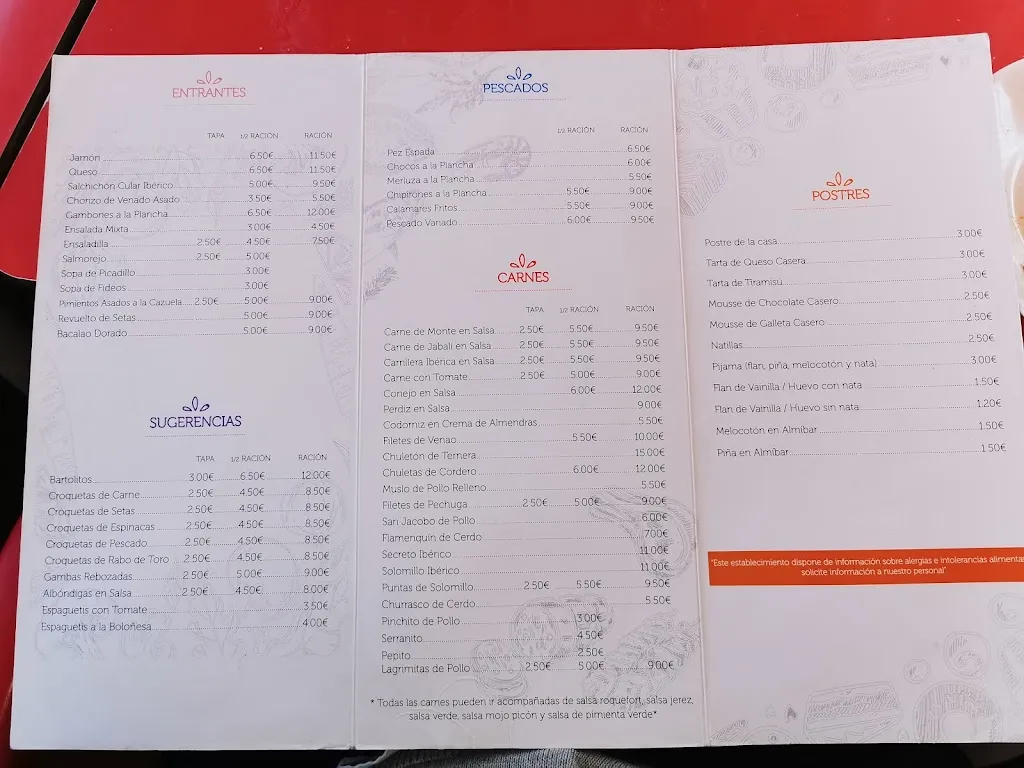 ENTRANTES
TAPA 1/2 RACIÓN RACIÓN
Jamón 6.50€ 11.50€
Queso 6.50€ 11.50€
Salchichón Cular Ibérico 5.00€ 9.50€
Chorizo de Venado Asado 3.50€ 5.50€
Gambones a la Plancha 6.50€ 12.00€
Ensalada Mixta 3.00€ 4.50€
Ensaladilla 2.50€ 4.50€ 7.50€
Salmorejo 2.50€ 5.00€
Sopa de Picadillo 3.00€
Sopa de Fideos 3.00€
Pimientos Asados a la Cazuela 2.50€ 5.00€ 9.00€
Revuelto de Setas 5.00€ 9.00€
Bacalao Dorado 5.00€ 9.00€
SUGERENCIAS
TAPA 1/2 RACIÓN RACIÓN
Bartolitos 3.00€ 6.50€ 12.00€
Croquetas de Carne 2.50€ 4.50€ 8.50€
Croquetas de Setas 2.50€ 4.50€ 8.50€
Croquetas de Espinacas 2.50€ 4.50€ 8.50€
Croquetas de Pescado 2.50€ 4.50€ 8.50€
Croquetas de Rabo de Toro 2.50€ 4.50€ 8.50€
Gambas Rebozadas 2.50€ 5.00€ 9.00€
Albóndigas en Salsa 2.50€ 4.50€ 8.00€
Espaguetis con Tomate 3.50€
Espaguetis a la Boloñesa 4.00€
PESCADOS
1/2 RACIÓN RACIÓN
Pez Espada 6.50€
Chocos a la Plancha 6.00€
Merluza a la Plancha 5.50€
Chipirones a la Plancha 5.50€ 9.00€
Calamares Fritos 5.50€ 9.00€
Pescado Variado 6.00€ 9.50€
CARNES
TAPA 1/2 RACIÓN RACIÓN
Carne de Monte en Salsa 2.50€ 5.50€ 9.50€
Carne de Jabalí en Salsa 2.50€ 5.50€ 9.50€
Carrillera Ibérica en Salsa 2.50€ 5.50€ 9.50€
Carne con Tomate 2.50€ 5.00€ 9.00€
Conejo en Salsa 6.00€ 12.00€
Perdiz en Salsa 9.00€
Codorniz en Crema de Almendras 5.50€
Filetes de Venao 5.50€ 10.00€
Chuletón de Ternera 15.00€
Chuletas de Cordero 6.00€ 12.00€
Muslo de Pollo Relleno 5.50€
Filetes de Pechuga 2.50€ 5.00€ 9.00€
San Jacobo de Pollo 6.00€
Flamenquín de Cerdo 7.00€
Secreto Ibérico 11.00€
Solomillo Ibérico 11.00€
Puntas de Solomillo 2.50€ 5.50€ 9.50€
Churrasco de Cerdo 5.50€
Pinchito de Pollo 3.00€
Serranito 4.50€
Pepito 2.50€
Lagrimitas de Pollo 2.50€ 5.00€ 9.00€
* Todas las carnes pueden ir acompañadas de salsa roquefort, salsa jerez,
salsa verde, salsa mojo picón y salsa de pimienta verde*
POSTRES
Postre de la casa 3.00€
Tarta de Queso Casera 3.00€
Tarta de Tiramisú 3.00€
Mousse de Chocolate Casero 2.50€
Mousse de Galleta Casero 2.50€
Natillas 2.50€
Pijama (flan, piña, melocotón y nata) 3.00€
Flan de Vainilla / Huevo con nata 1.50€
Flan de Vainilla / Huevo sin nata 1.20€
Melocotón en Almíbar 1.50€
Piña en Almíbar 1.50€
"Este establecimiento dispone de información sobre alergias e intolerancias alimenta
solicite información a nuestro personal"